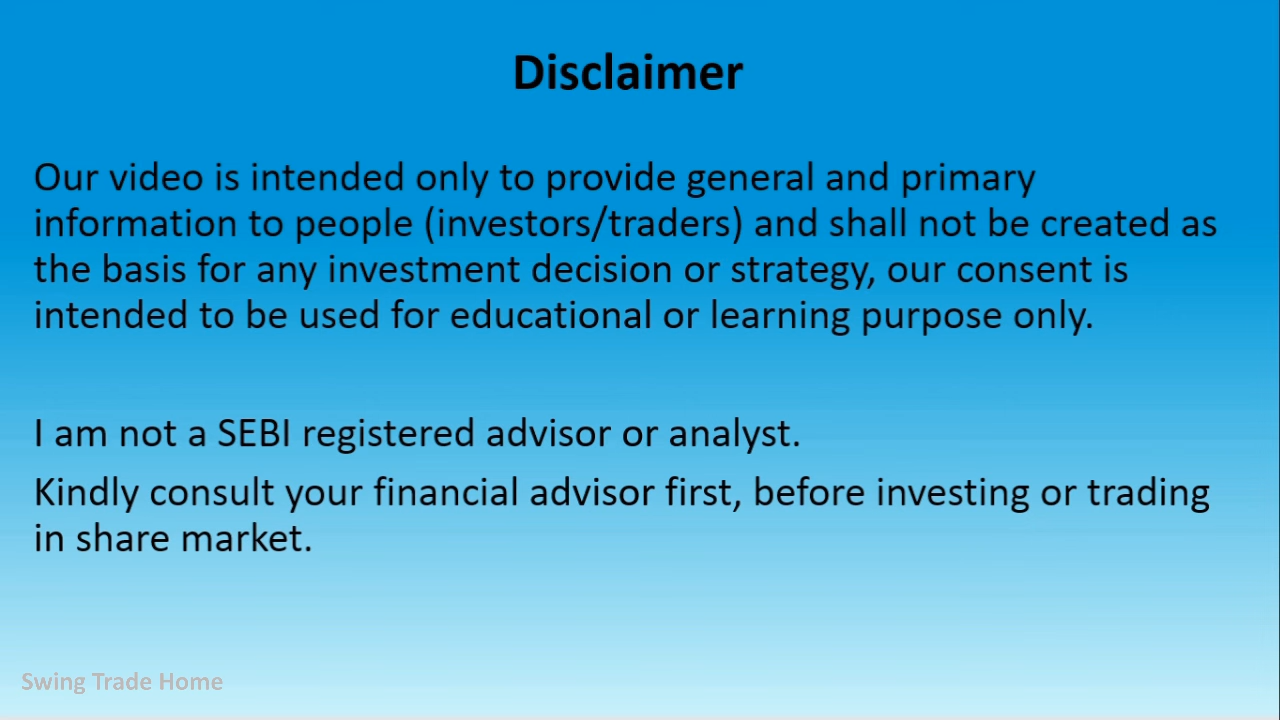 Disclaimer
Our video is intended only to provide general and primary
information to people (investors/traders) and shall not be created as
the basis for any investment decision or strategy, our consent is
intended to be used for educational or learning purpose only.
I am not a SEBI registered advisor or analyst.
Kindly consult your financial advisor first, before investing or trading
in share market.
Swing Trade Home